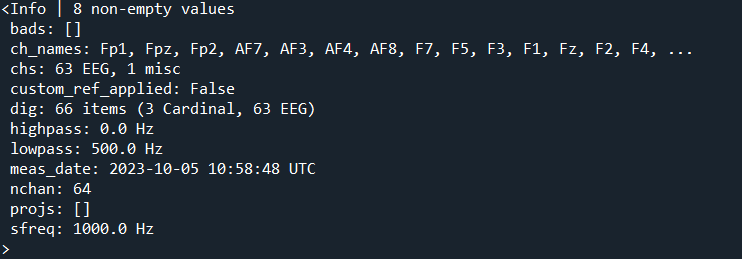 <Info | 8 non-empty values
bads: []
ch_names: Fp1, Fpz, Fp2, AF7, AF3, AF4, AF8, F7, F5, F3, F1, Fz, F2, F4, ...
chs: 63 EEG, 1 misc
custom_ref_applied: False
dig: 66 items (3 Cardinal, 63 EEG)
highpass: 0.0 Hz
lowpass: 500.0 Hz
meas_date: 2023-10-05 10:58:48 UTC
nchan: 64
projs: []
sfreq: 1000.0 Hz
>